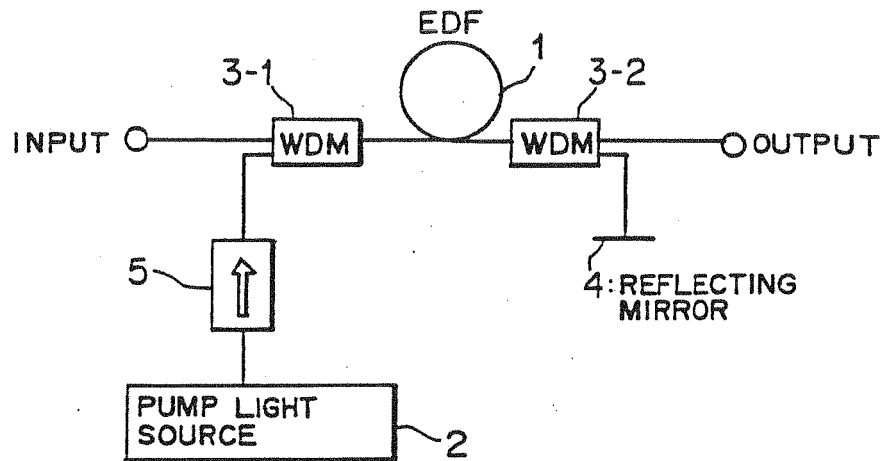 EDF
1
3-1
3-2
INPUT
WDM
WDM
OUTPUT
5
4: REFLECTING
MIRROR
PUMP LIGHT
SOURCE
2